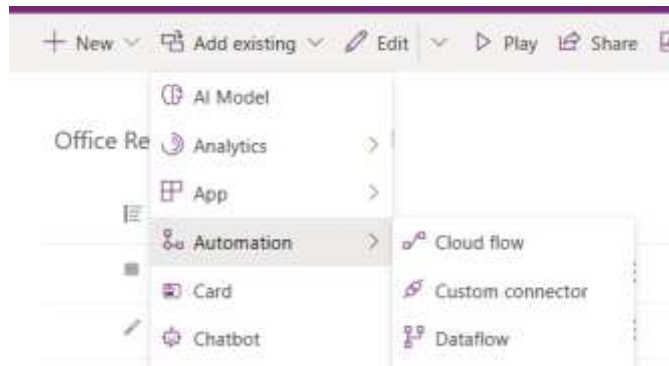 New Add existing Edit Play Share
AI Model
Office Re Analytics
App
Automation Cloud flow
Card Custom connector
Chatbot Dataflow